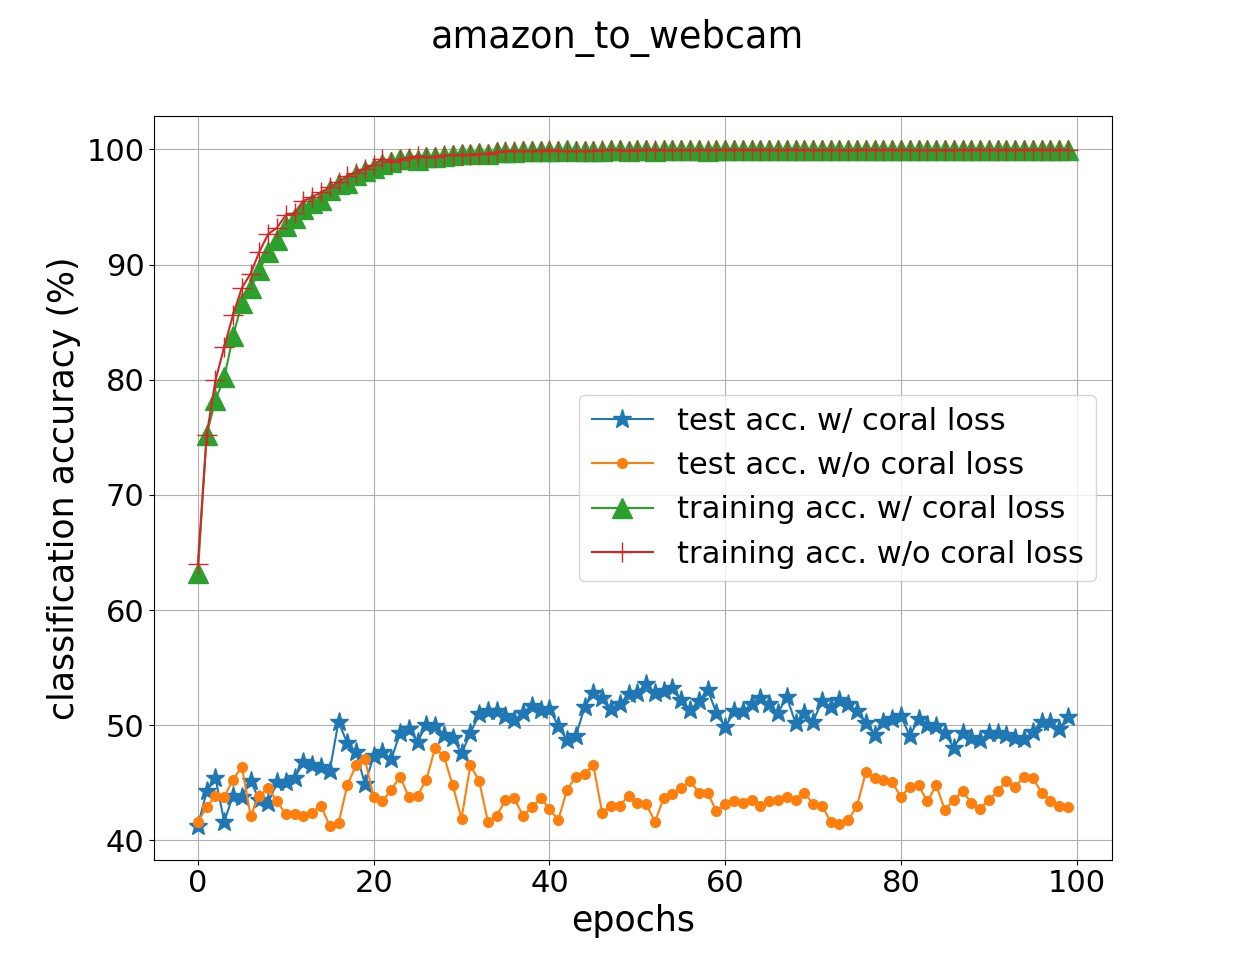 amazon_to_webcam
classification accuracy (%)
100
90
80
70
60
50
40
test acc. w/ coral loss
test acc. w/o coral loss
training acc. w/ coral loss
training acc. w/o coral loss
0 20 40 60 80 100
epochs